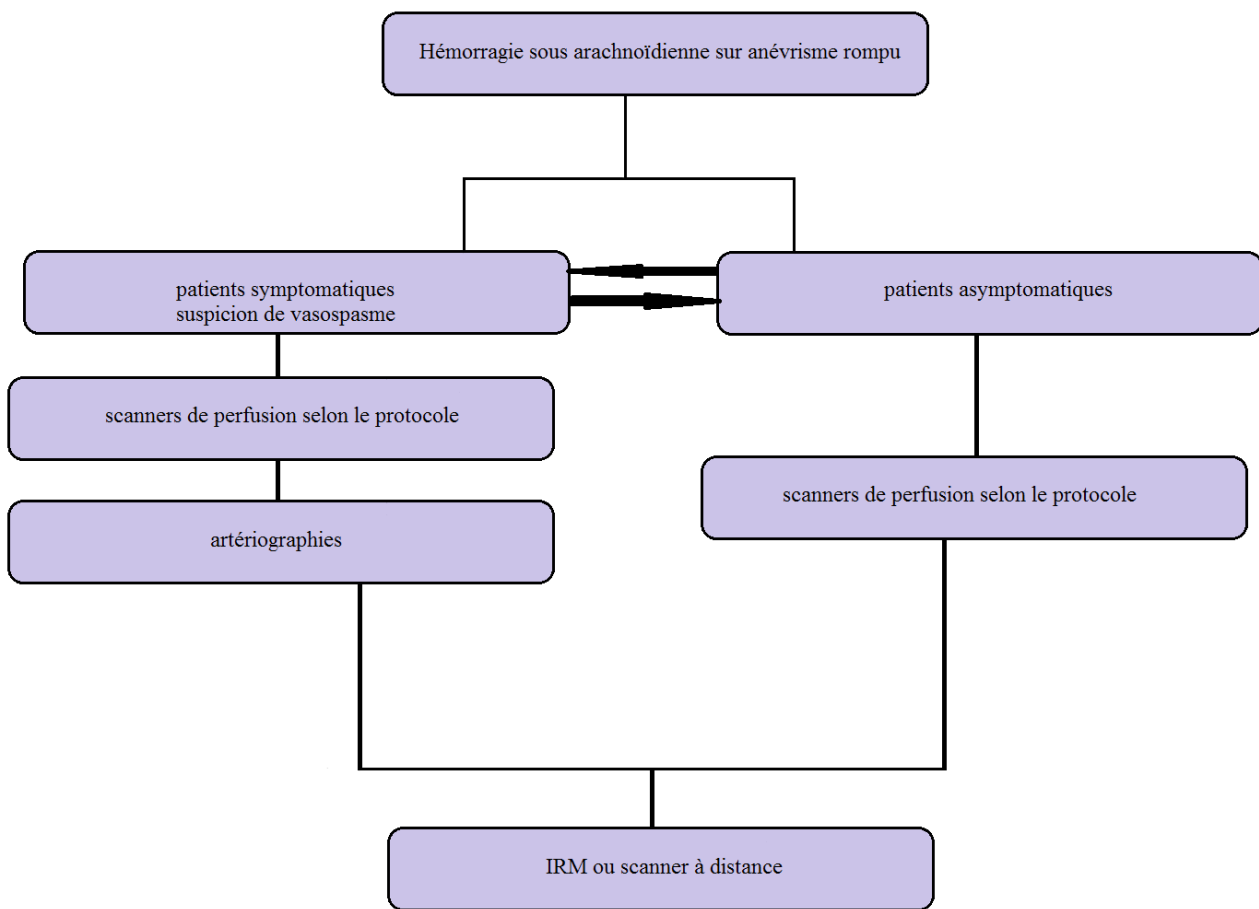 Hémorragie sous arachnoïdienne sur anévrisme rompu
patients symptomatiques
suspicion de vasospasme
patients asymptomatiques
scanners de perfusion selon le protocole
scanners de perfusion selon le protocole
artériographies
IRM ou scanner à distance